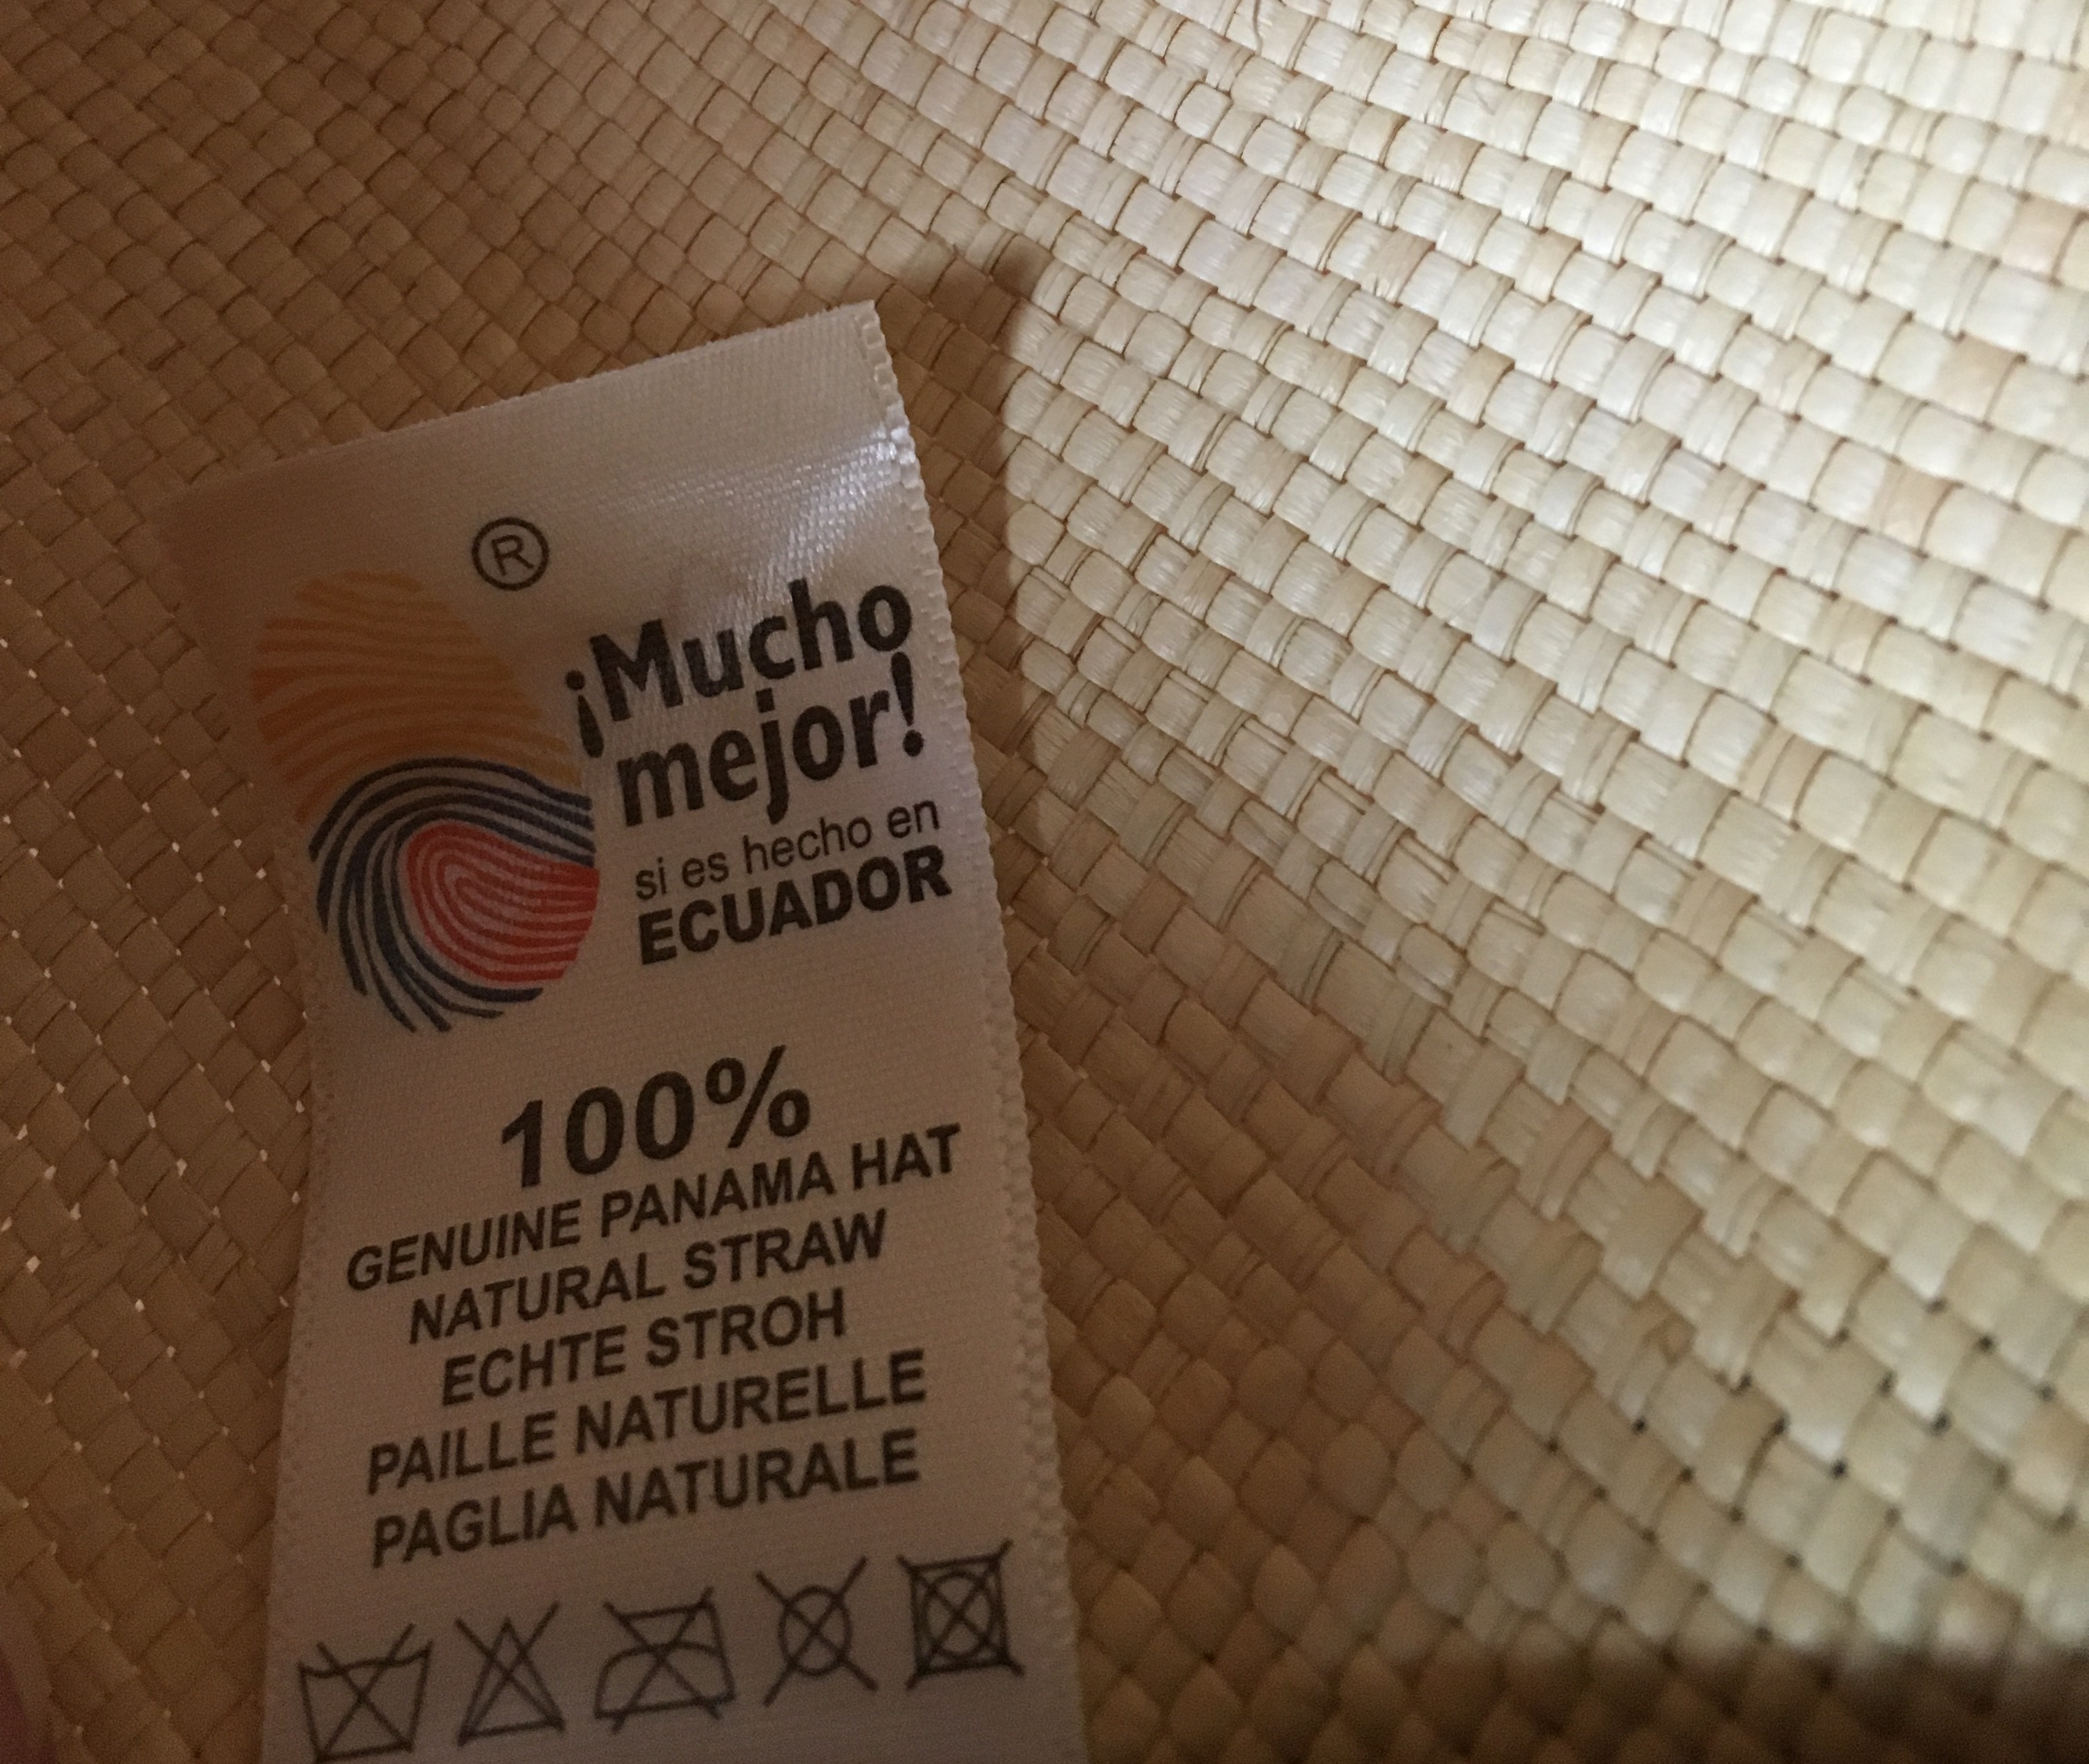 ®
¡Mucho
mejor!
si es hecho en
ECUADOR
100%
GENUINE PANAMA HAT
NATURAL STRAW
ECHTE STROH
PAILLE NATURELLE
PAGLIA NATURALE